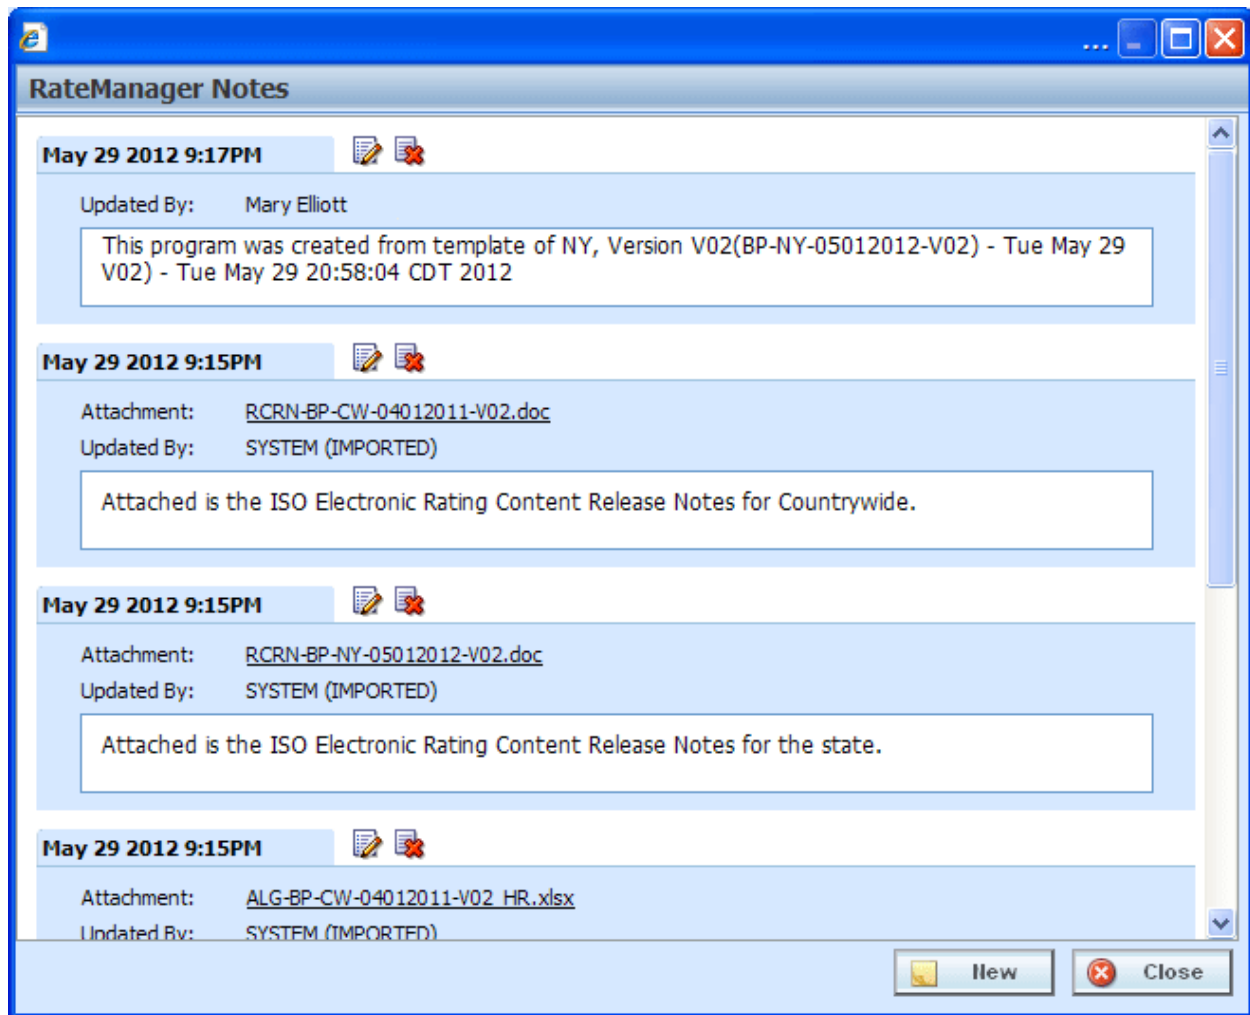 ...
RateManager Notes
May 29 2012 9:17PM
Updated By: Mary Elliott
This program was created from template of NY, Version V02(BP-NY-05012012-V02) - Tue May 29
V02) - Tue May 29 20:58:04 CDT 2012
May 29 2012 9:15PM
Attachment: RCRN-BP-CW-04012011-V02.doc
Updated By: SYSTEM (IMPORTED)
Attached is the ISO Electronic Rating Content Release Notes for Countrywide.
May 29 2012 9:15PM
Attachment: RCRN-BP-NY-05012012-V02.doc
Updated By: SYSTEM (IMPORTED)
Attached is the ISO Electronic Rating Content Release Notes for the state.
May 29 2012 9:15PM
Attachment: ALG-BP-CW-04012011-V02_HR.xlsx
Updated By: SYSTEM (IMPORTED)
New Close